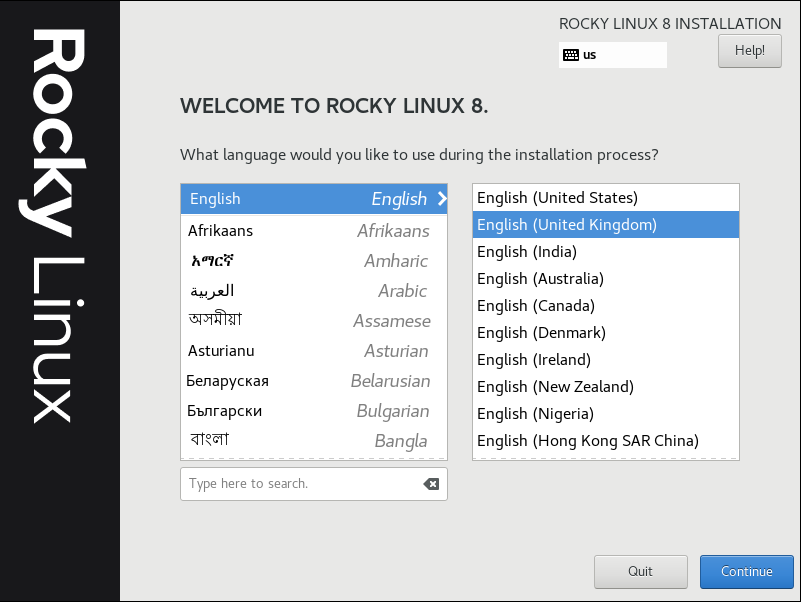 Rocky Linux
ROCKY LINUX 8 INSTALLATION
us
Help!
WELCOME TO ROCKY LINUX 8.
What language would you like to use during the installation process?
English English
Afrikaans Afrikaans
አማርኛ Amharic
العربية Arabic
অসমীয়া Assamese
Asturianu Asturian
Беларуская Belarusian
Български Bulgarian
বাংলা Bangla
Type here to search.
English (United States)
English (United Kingdom)
English (India)
English (Australia)
English (Canada)
English (Denmark)
English (Ireland)
English (New Zealand)
English (Nigeria)
English (Hong Kong SAR China)
Quit
Continue